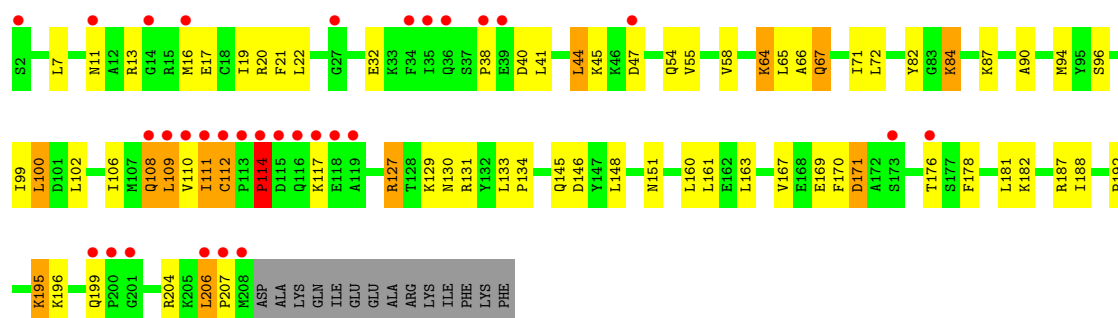 S2 L7 N11 A12 R13 G14 R15 M16 E17 C18 I19 R20 F21 L22 G27 E32 K33 F34 I35 Q36 S37 P38 E39 D40 L41 L44 K45 K46 D47 Q54 V55 V58 K64 L65 A66 Q67 I71 L72 Y82 G83 K84 K87 A90 M94 Y95 S96
I99 L100 D101 L102 I106 M107 Q108 L109 V110 I111 C112 P113 P114 D115 Q116 K117 E118 A119 R127 T128 K129 N130 R131 Y132 L133 P134 Q145 D146 Y147 L148 N151 L160 L161 E162 L163 V167 E168 E169 F170 D171 A172 S173 T176 S177 F178 L181 K182 R187 I188
K195 K196 Q199 P200 G201 R204 K205 L206 P207 M208 ASP ALA LYS GLN ILE GLU GLU ALA ARG LYS ILE PHE LYS PHE